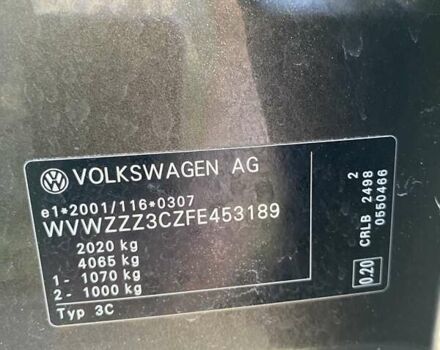 VOLKSWAGEN AG
e1*2001/116*0307
WVWZZZ3CZFE453189
2020 kg
4065 kg
1- 1070 kg
2- 1000 kg
Typ 3C
0.20
CRLB 2498 2
0550466